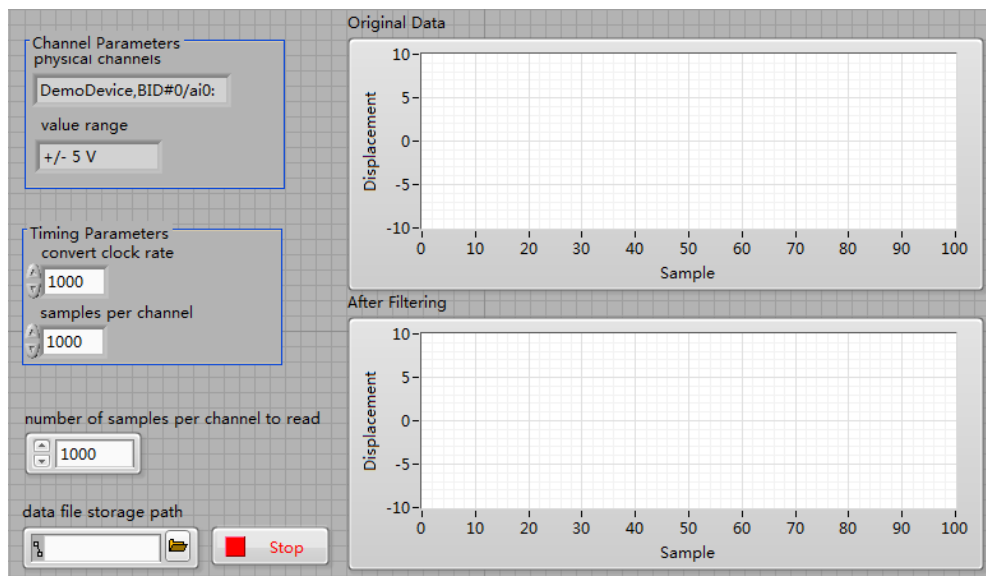 Channel Parameters
physical channels
DemoDevice,BID#0/ai0:
value range
+/- 5 V
Timing Parameters
convert clock rate
1000
samples per channel
1000
number of samples per channel to read
1000
data file storage path
Stop
Original Data
10
5
0
-5
-10
Displacement
0 10 20 30 40 50 60 70 80 90 100
Sample
After Filtering
10
5
0
-5
-10
Displacement
0 10 20 30 40 50 60 70 80 90 100
Sample